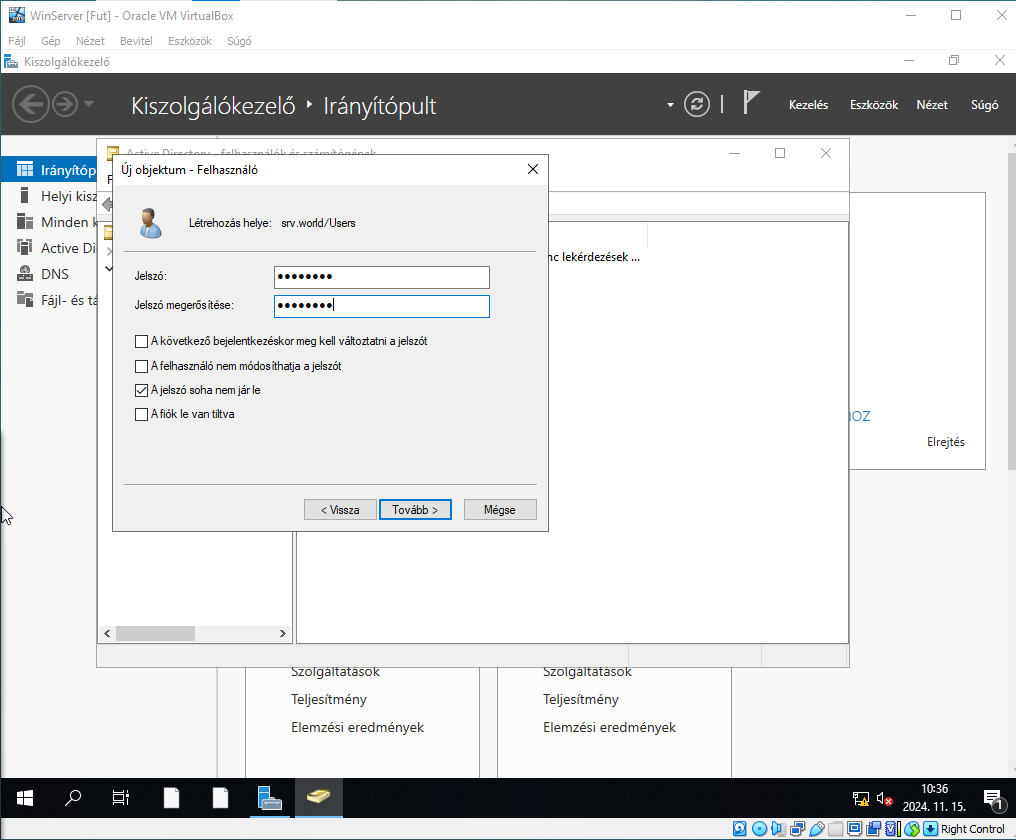 WinServer [Fut] - Oracle VM VirtualBox
Fájl Gép Nézet Bevitel Eszközök Súgó
Kiszolgálókezelő
Kiszolgálókezelő Irányítópult
Kezelés Eszközök Nézet Súgó
Active Directory - felhasználók és számítógépek
Új objektum - Felhasználó
Irányítóp
Helyi kisz
Minden k
Active Di
DNS
Fájl- és tá
F
Létrehozás helye: srv.world/Users
nc lekérdezések ...
Jelszó:
Jelszó megerősítése:
A következő bejelentkezéskor meg kell változtatni a jelszót
A felhasználó nem módosíthatja a jelszót
A jelszó soha nem jár le
A fiók le van tiltva
hoz
Elrejtés
< Vissza Tovább > Mégse
Szolgáltatások Szolgáltatások
Teljesítmény Teljesítmény
Elemzési eredmények Elemzési eredmények
10:36
2024. 11. 15.
1
Right Control